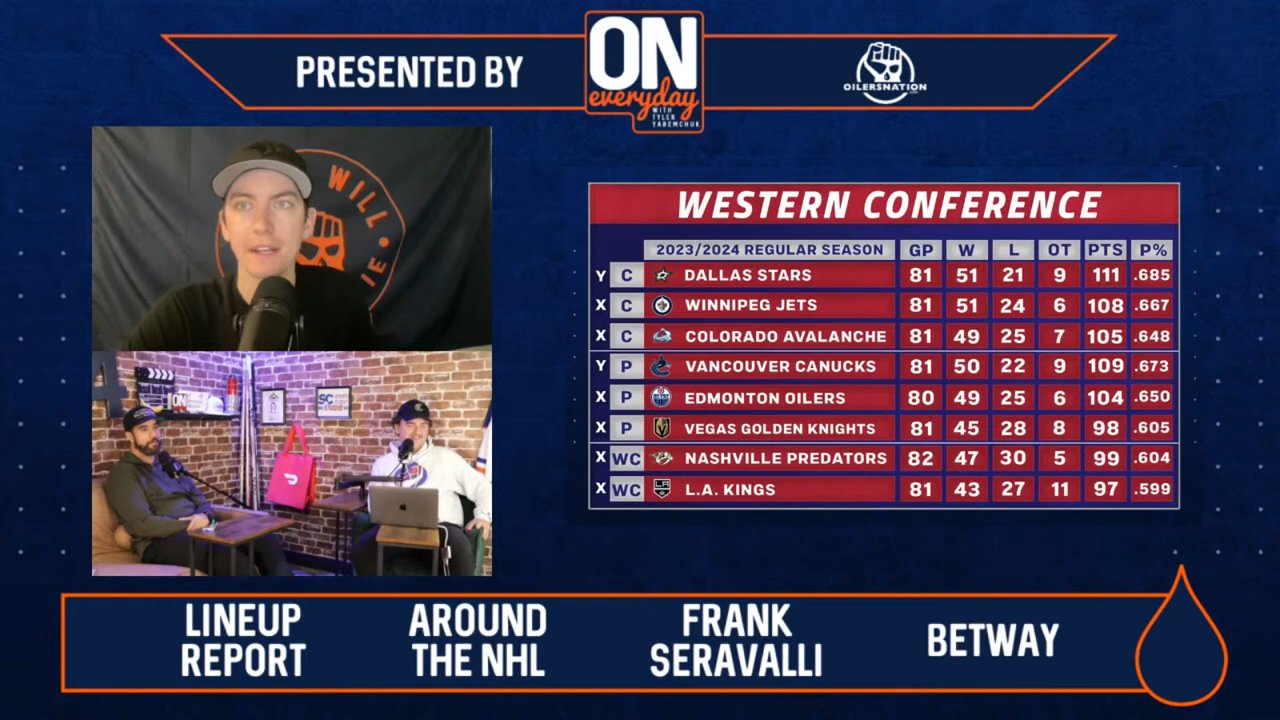 PRESENTED BY
ON
everyday
WITH
TYLER
YAREMCHUK
OILERSNATION
WILL
WESTERN CONFERENCE
2023/2024 REGULAR SEASON GP W L OT PTS P%
Y C DALLAS STARS 81 51 21 9 111 .685
X C WINNIPEG JETS 81 51 24 6 108 .667
X C COLORADO AVALANCHE 81 49 25 7 105 .648
Y P VANCOUVER CANUCKS 81 50 22 9 109 .673
X P EDMONTON OILERS 80 49 25 6 104 .650
X P VEGAS GOLDEN KNIGHTS 81 45 28 8 98 .605
X WC NASHVILLE PREDATORS 82 47 30 5 99 .604
X WC L.A. KINGS 81 43 27 11 97 .599
ON
SC
LINEUP
REPORT
AROUND
THE NHL
FRANK
SERAVALLI
BETWAY